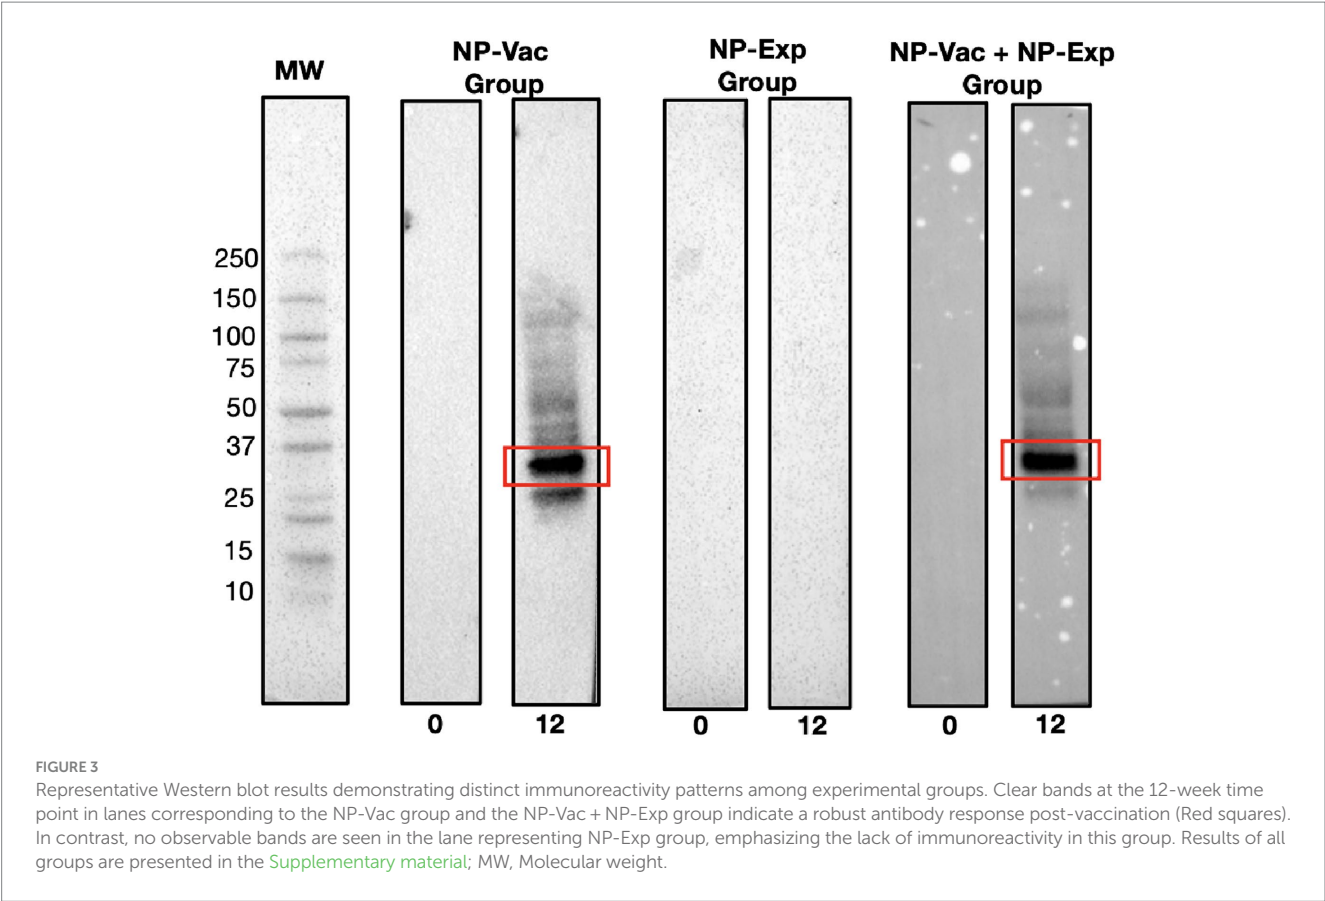 MW
NP-Vac
Group
NP-Exp
Group
NP-Vac + NP-Exp
Group
250
150
100
75
50
37
25
15
10
0
12
0
12
0
12
FIGURE 3
Representative Western blot results demonstrating distinct immunoreactivity patterns among experimental groups. Clear bands at the 12-week time
point in lanes corresponding to the NP-Vac group and the NP-Vac + NP-Exp group indicate a robust antibody response post-vaccination (Red squares).
In contrast, no observable bands are seen in the lane representing NP-Exp group, emphasizing the lack of immunoreactivity in this group. Results of all
groups are presented in the Supplementary material; MW, Molecular weight.